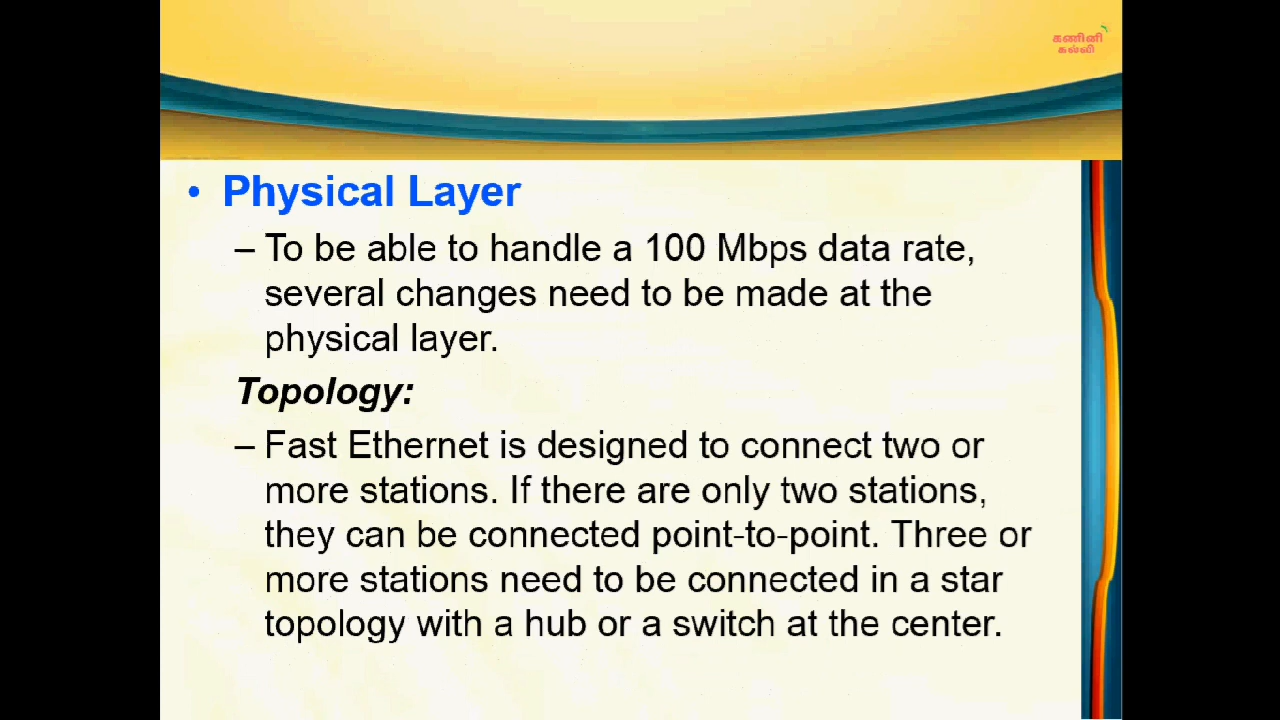 கணினி
கல்வி
• Physical Layer
– To be able to handle a 100 Mbps data rate,
several changes need to be made at the
physical layer.
Topology:
– Fast Ethernet is designed to connect two or
more stations. If there are only two stations,
they can be connected point-to-point. Three or
more stations need to be connected in a star
topology with a hub or a switch at the center.